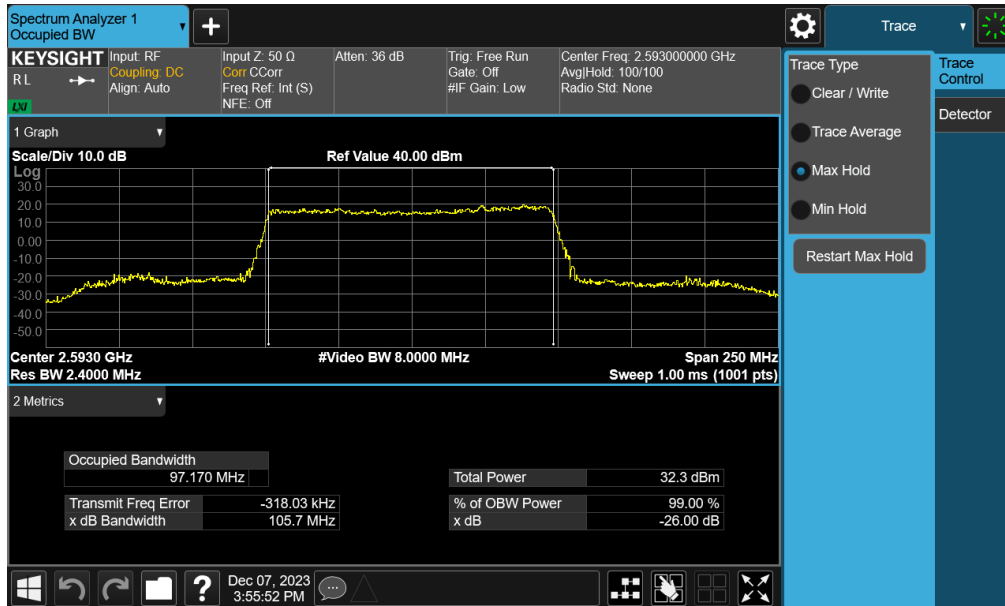 Spectrum Analyzer 1
Occupied BW
+
Trace
KEYSIGHT
R L
LXI
Input: RF
Coupling: DC
Align: Auto
Input Z: 50 Ω
Corr CCorr
Freq Ref: Int (S)
NFE: Off
Atten: 36 dB
Trig: Free Run
Gate: Off
#IF Gain: Low
Center Freq: 2.593000000 GHz
Avg|Hold: 100/100
Radio Std: None
1 Graph
Scale/Div 10.0 dB
Ref Value 40.00 dBm
Log
30.0
20.0
10.0
0.00
-10.0
-20.0
-30.0
-40.0
-50.0
Center 2.5930 GHz
#Video BW 8.0000 MHz
Span 250 MHz
Res BW 2.4000 MHz
Sweep 1.00 ms (1001 pts)
2 Metrics
Occupied Bandwidth
97.170 MHz
Total Power 32.3 dBm
Transmit Freq Error -318.03 kHz
% of OBW Power 99.00 %
x dB Bandwidth 105.7 MHz
x dB -26.00 dB
Trace Type
Clear / Write
Trace Average
Max Hold
Min Hold
Restart Max Hold
Trace
Control
Detector
?
Dec 07, 2023
3:55:52 PM